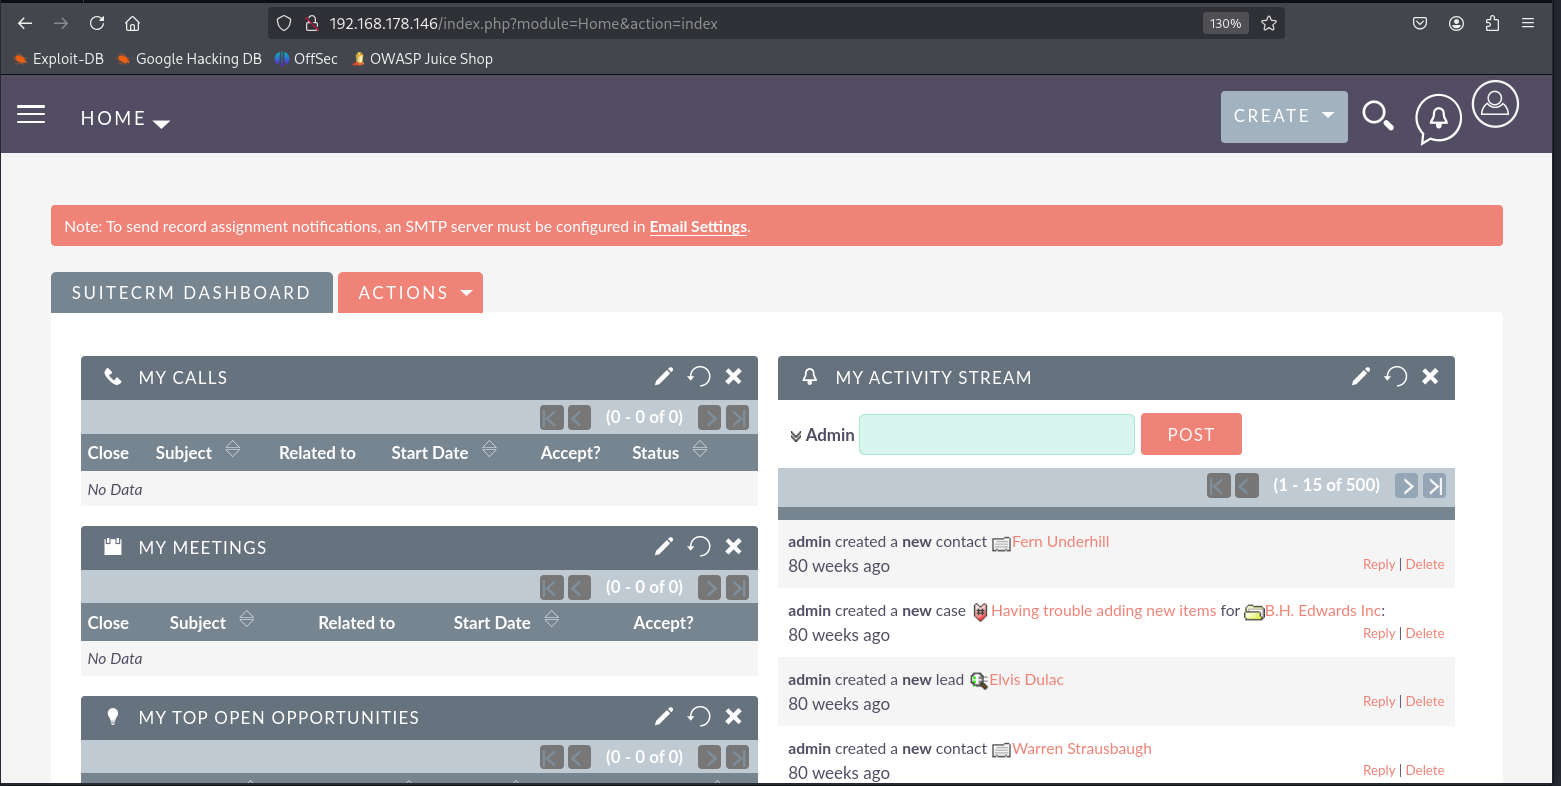 192.168.178.146/index.php?module=Home&action=index
130%
Exploit-DB Google Hacking DB OffSec OWASP Juice Shop
HOME
CREATE
Note: To send record assignment notifications, an SMTP server must be configured in Email Settings.
SUITECRM DASHBOARD
ACTIONS
MY CALLS
(0 - 0 of 0)
Close Subject Related to Start Date Accept? Status
No Data
MY MEETINGS
(0 - 0 of 0)
Close Subject Related to Start Date Accept?
No Data
MY TOP OPEN OPPORTUNITIES
(0 - 0 of 0)
MY ACTIVITY STREAM
Admin
POST
(1 - 15 of 500)
admin created a new contact Fern Underhill
80 weeks ago
Reply | Delete
admin created a new case Having trouble adding new items for B.H. Edwards Inc:
80 weeks ago
Reply | Delete
admin created a new lead Elvis Dulac
80 weeks ago
Reply | Delete
admin created a new contact Warren Strausbaugh
80 weeks ago
Reply | Delete